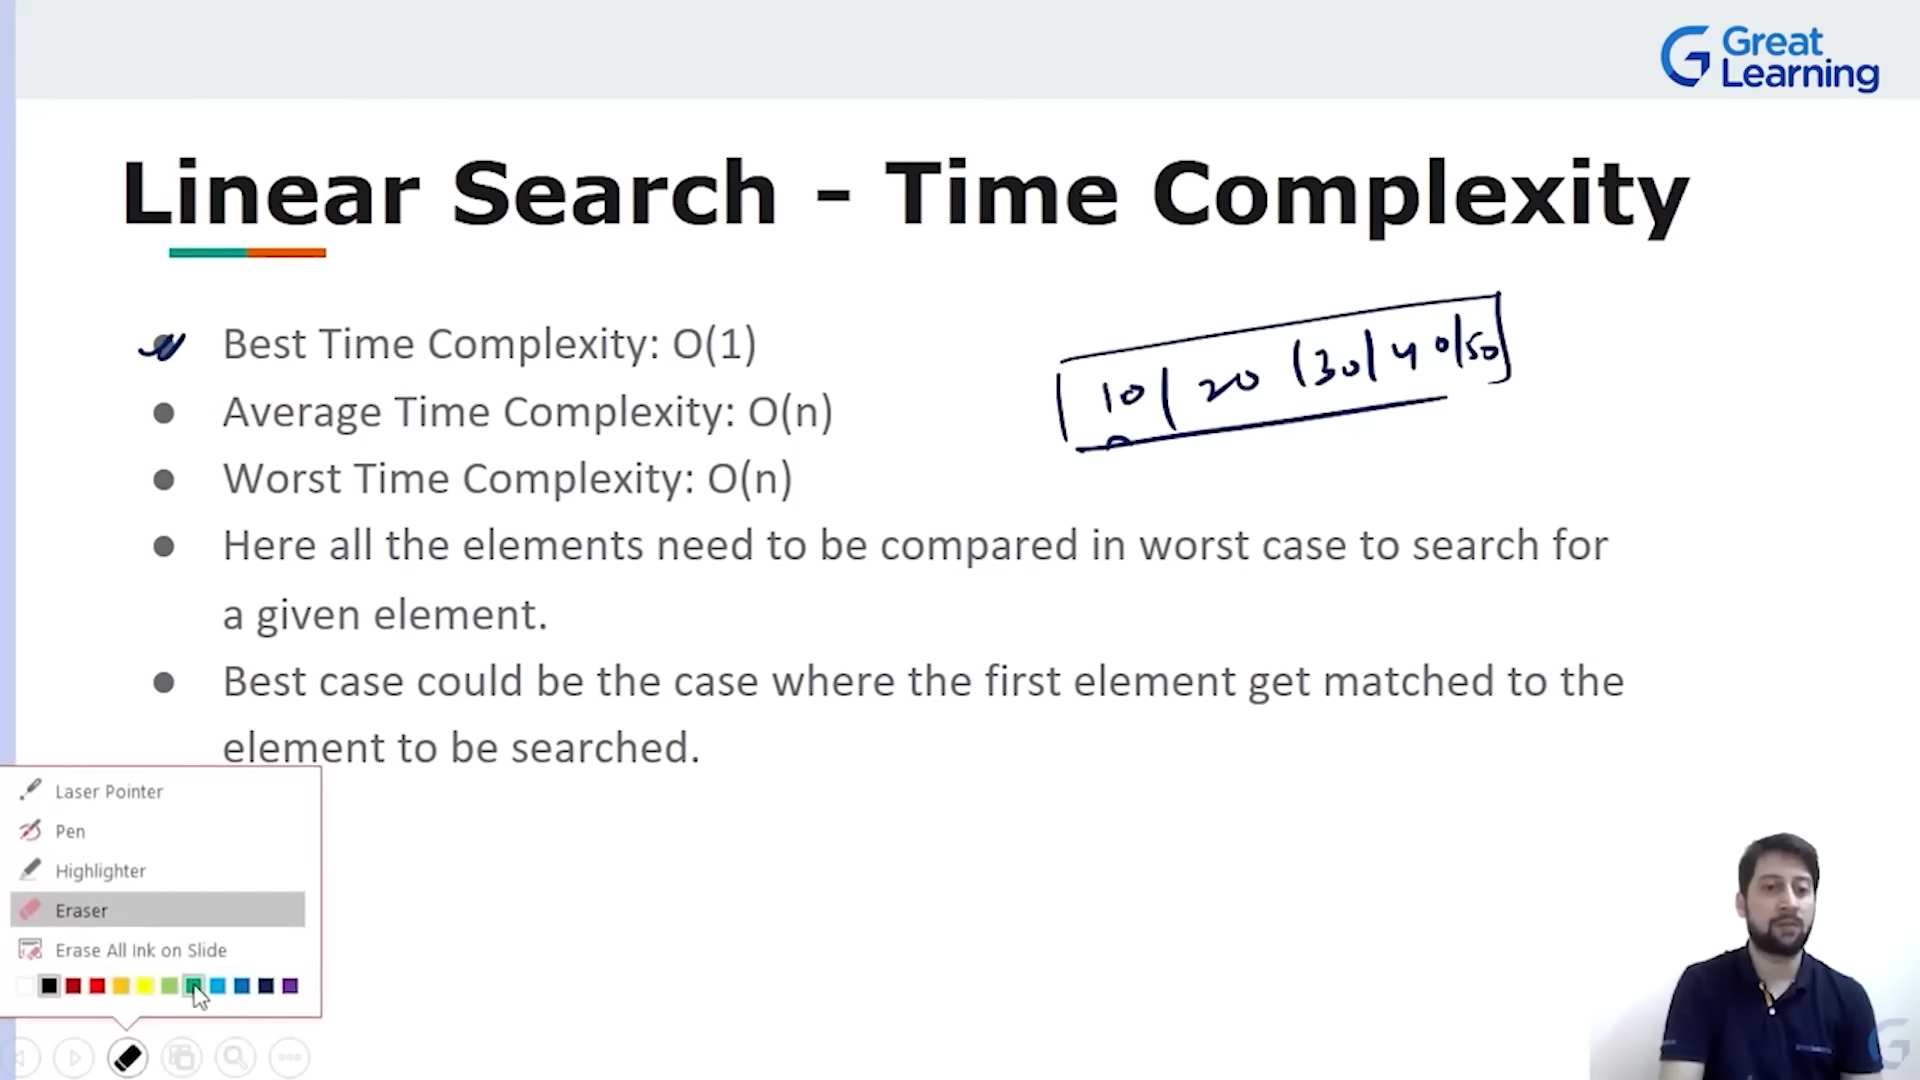 Great
Learning
Linear Search - Time Complexity
Best Time Complexity: O(1)
Average Time Complexity: O(n)
Worst Time Complexity: O(n)
10 | 20 | 30 | 40 | 50
Here all the elements need to be compared in worst case to search for
a given element.
Best case could be the case where the first element get matched to the
element to be searched.
Laser Pointer
Pen
Highlighter
Eraser
Erase All Ink on Slide